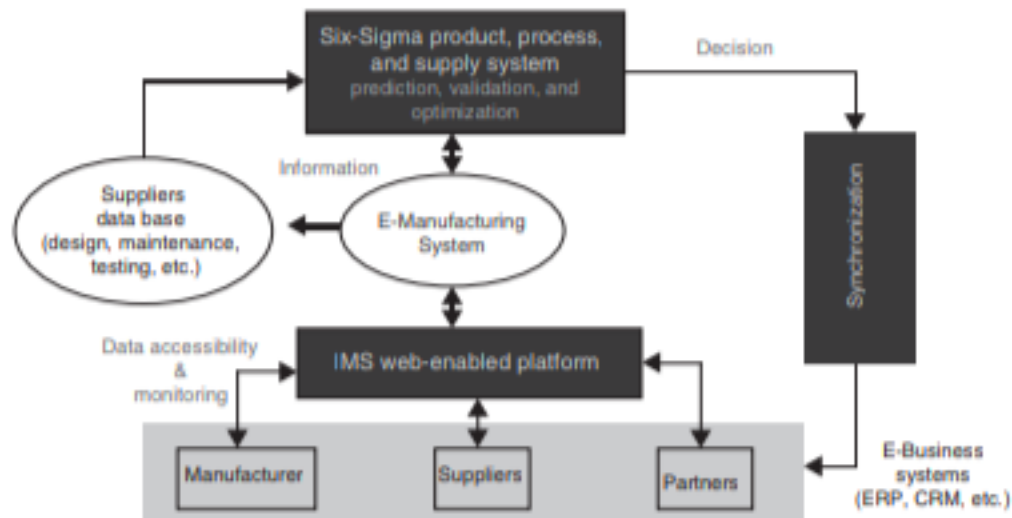 Six-Sigma product, process,
and supply system
prediction, validation, and
optimization
Decision
Information
Suppliers
data base
(design, maintenance,
testing, etc.)
E-Manufacturing
System
Synchronization
Data accessibility
&
monitoring
IMS web-enabled platform
Manufacturer
Suppliers
Partners
E-Business
systems
(ERP, CRM, etc.)